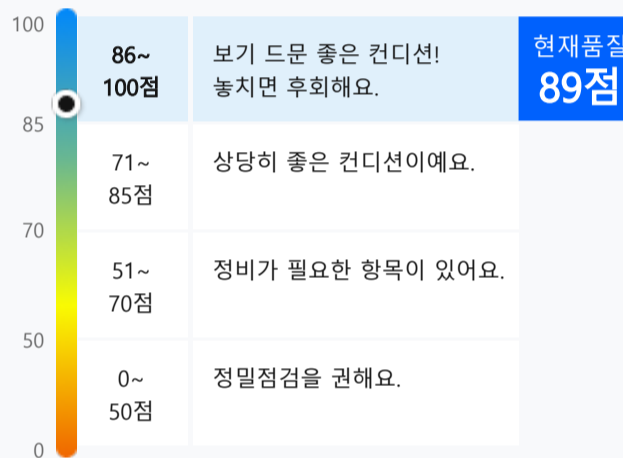 100
85
70
50
0
86~
100점
보기 드문 좋은 컨디션!
놓치면 후회해요.
현재품질
89점
71~
85점
상당히 좋은 컨디션이예요.
51~
70점
정비가 필요한 항목이 있어요.
0~
50점
정밀점검을 권해요.